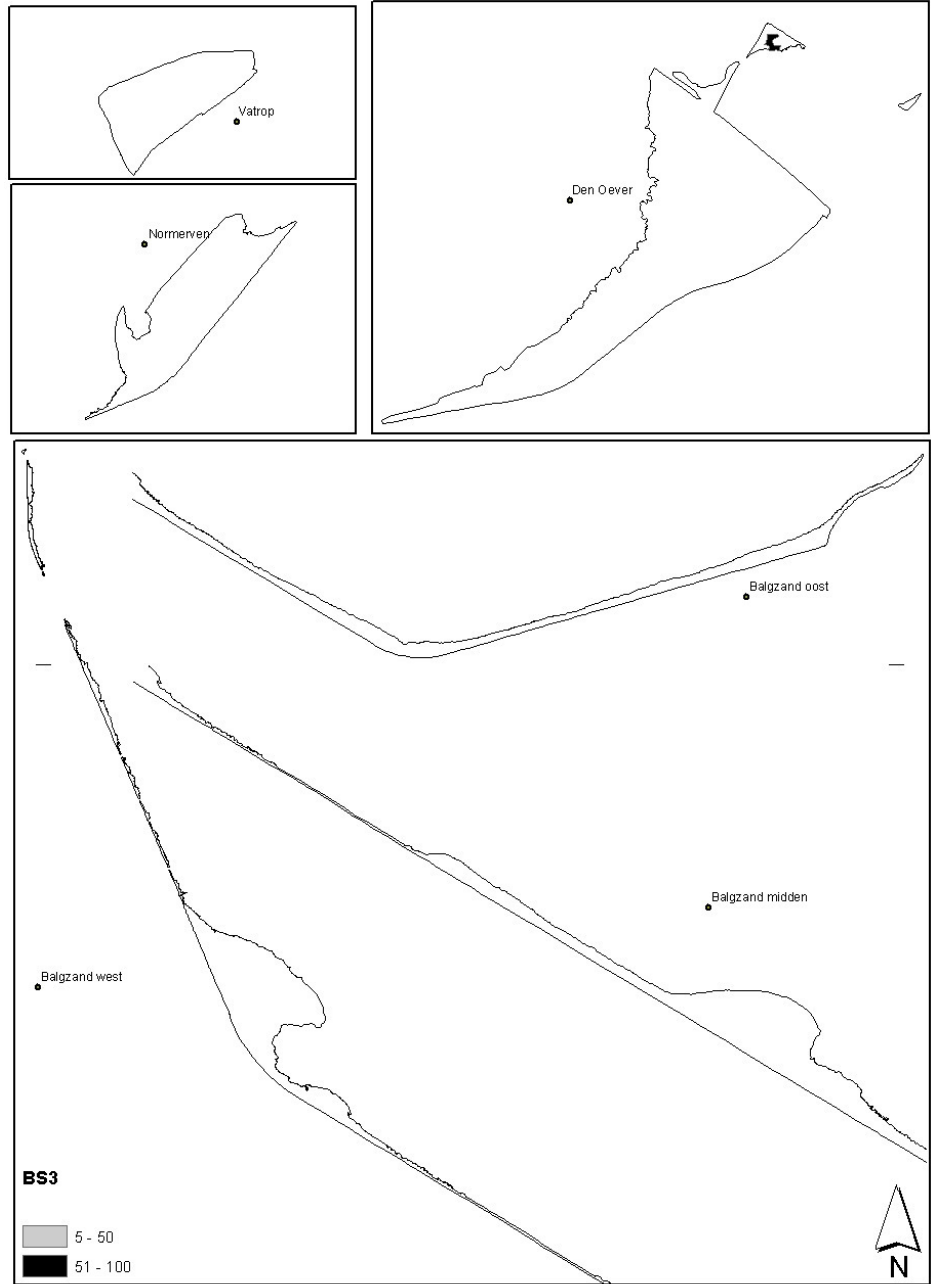 Vatrop
Normerven
Den Oever
Balgzand oost
Balgzand midden
Balgzand west
BS3
5 - 50
51 - 100
N